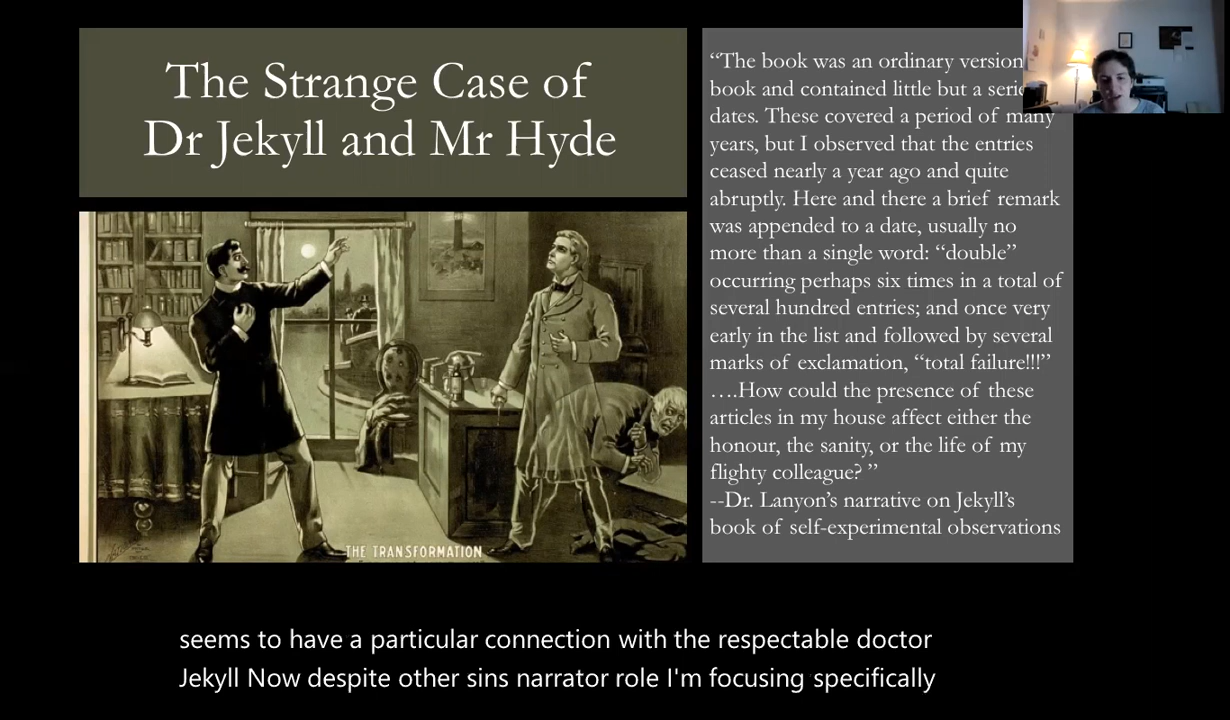 The Strange Case of
Dr Jekyll and Mr Hyde
“The book was an ordinary version
book and contained little but a serie
dates. These covered a period of many
years, but I observed that the entries
ceased nearly a year ago and quite
abruptly. Here and there a brief remark
was appended to a date, usually no
more than a single word: “double”
occurring perhaps six times in a total of
several hundred entries; and once very
early in the list and followed by several
marks of exclamation, “total failure!!!”
….How could the presence of these
articles in my house affect either the
honour, the sanity, or the life of my
flighty colleague? ”
--Dr. Lanyon’s narrative on Jekyll’s
book of self-experimental observations
THE TRANSFORMATION
seems to have a particular connection with the respectable doctor
Jekyll Now despite other sins narrator role I'm focusing specifically